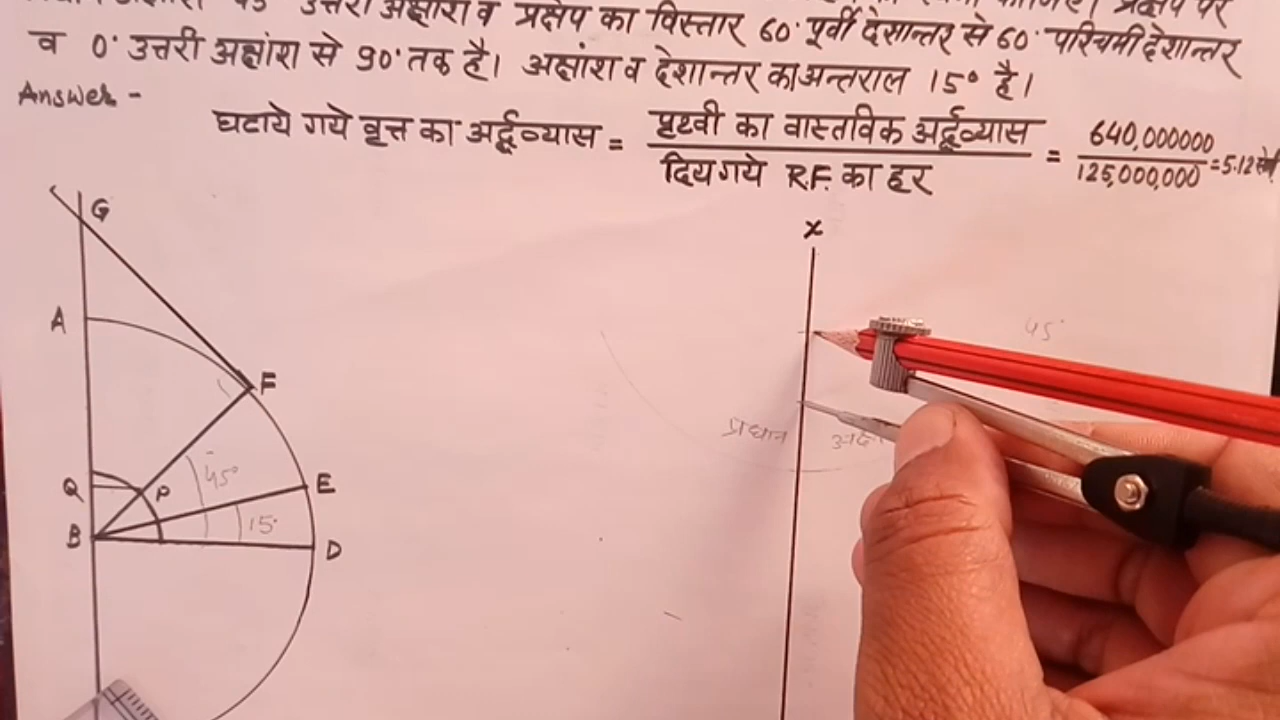 उत्तरी अक्षांश व प्रक्षेप का विस्तार 60° पूर्वी देशान्तर से 60° पश्चिमी देशान्तर
व 0° उत्तरी अक्षांश से 90° तक है। अक्षांश व देशान्तर का अन्तराल 15° है।
Answer -
घटाये गये वृत्त का अर्द्धव्यास = पृथ्वी का वास्तविक अर्द्धव्यास = 640,000000
दिय गये R.F. का हर 125,000,000 = 5.12 सेमी
G
X
A
45°
F
प्रधान
Q
P
45°
E
B
15°
D